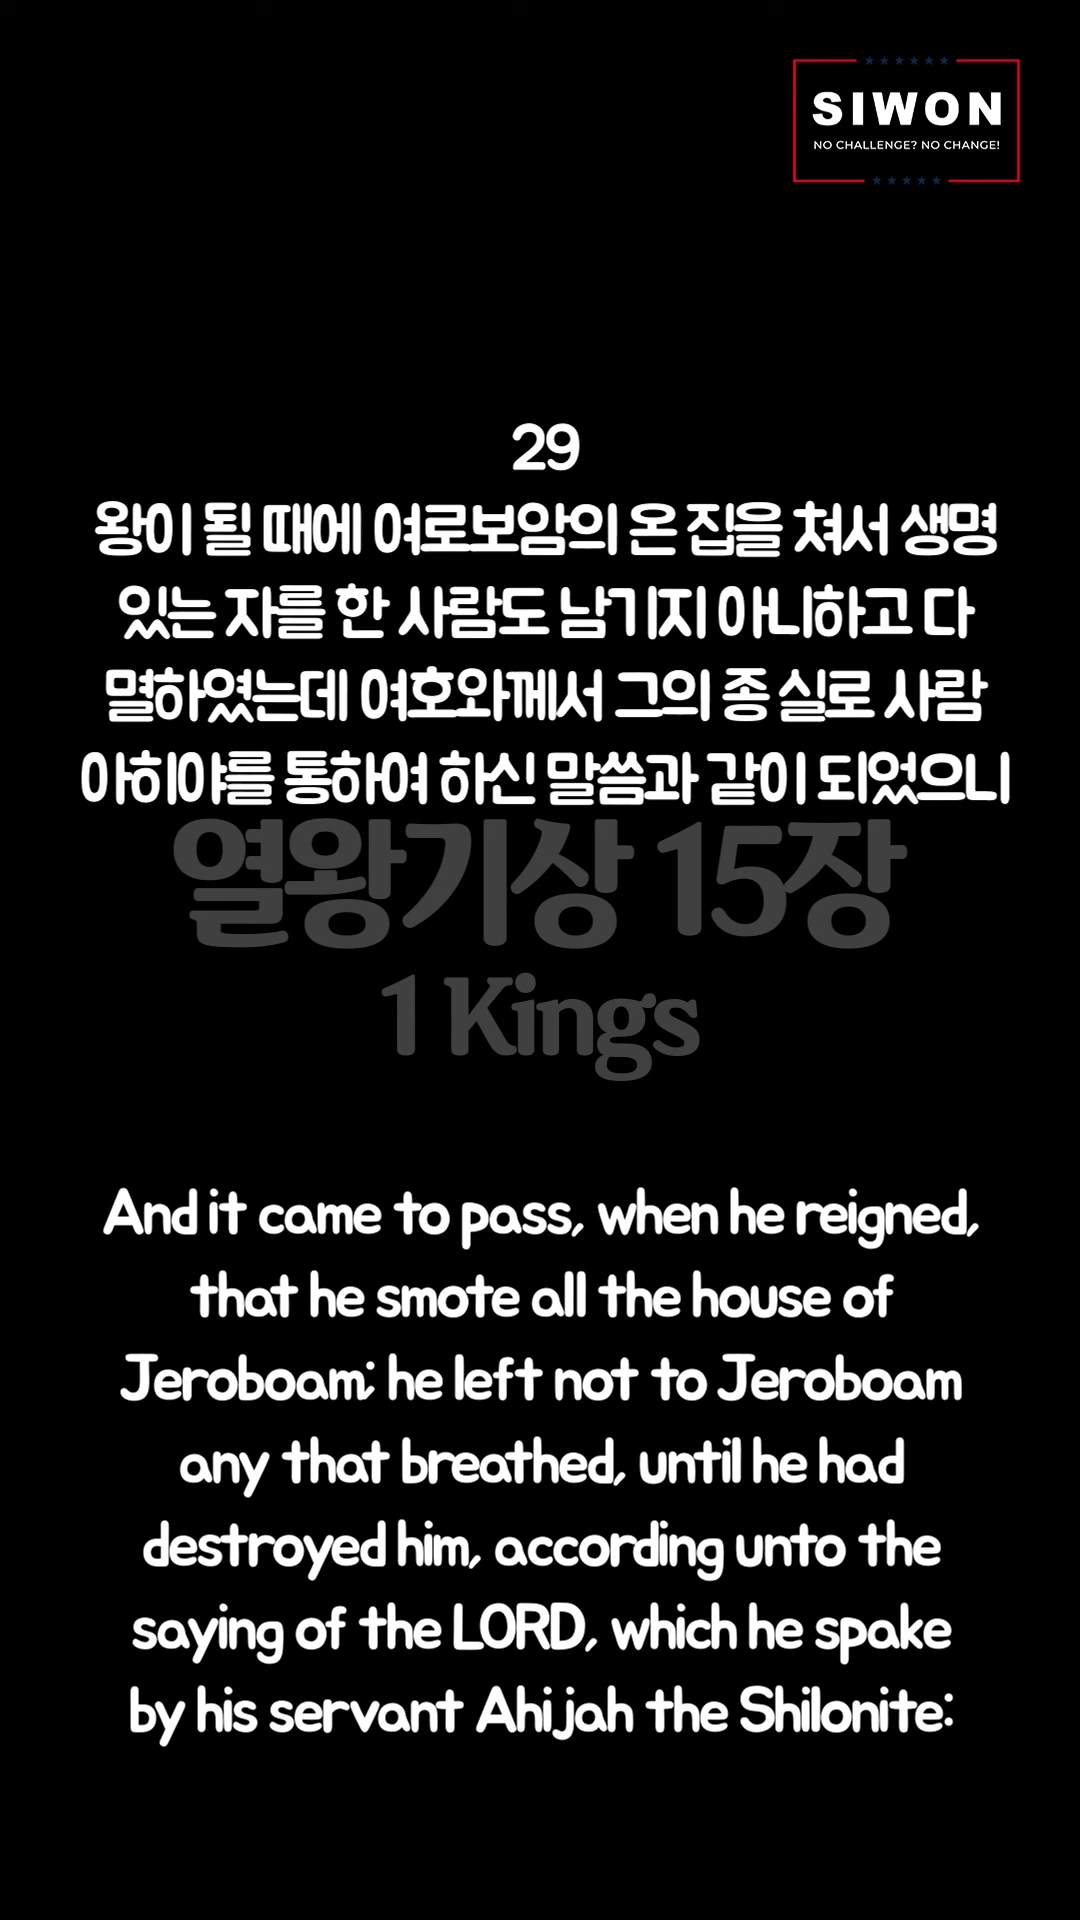 SIWON
NO CHALLENGE? NO CHANGE!
29
왕이 될 때에 여로보암의 온 집을 쳐서 생명
있는 자를 한 사람도 남기지 아니하고 다
멸하였는데 여호와께서 그의 종 실로 사람
아히야를 통하여 하신 말씀과 같이 되었으니
열왕기상 15장
1 Kings
And it came to pass, when he reigned,
that he smote all the house of
Jeroboam; he left not to Jeroboam
any that breathed, until he had
destroyed him, according unto the
saying of the LORD, which he spake
by his servant Ahijah the Shilonite: